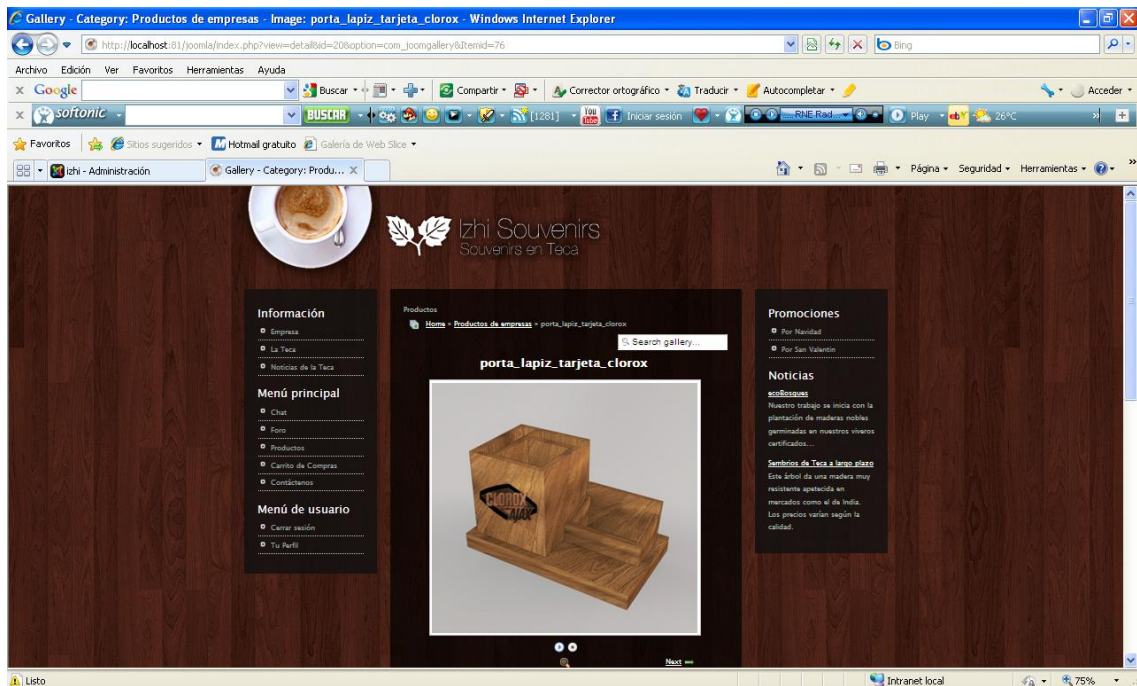 Gallery - Category: Productos de empresas - Image: porta_lapiz_tarjeta_clorox - Windows Internet Explorer
http://localhost:81/joomla/index.php?view=detail&id=20&option=com_joomgallery&Itemid=76
Bing
Archivo Edición Ver Favoritos Herramientas Ayuda
x Google Buscar Compartir Corrector ortográfico Traducir Autocompletar Acceder
x softonic BUSCAR [1281] You Tube Iniciar sesión RNE Rad... Play ebY 26°C »
Favoritos Sitios sugeridos Hotmail gratuito Galería de Web Slice
Izhi - Administración Gallery - Category: Produ... X Página Seguridad Herramientas »
Izhi Souvenirs
Souvenirs en Teca
Información
Empresa
La Teca
Noticias de la Teca
Menú principal
Chat
Foro
Productos
Carrito de Compras
Contáctenos
Menú de usuario
Cerrar sesión
Tu Perfil
Productos
Home » Productos de empresas » porta_lapiz_tarjeta_clorox
Search gallery...
porta_lapiz_tarjeta_clorox
CLOROX
AJAX
Next
Promociones
Por Navidad
Por San Valentin
Noticias
ecoBosques
Nuestro trabajo se inicia con la
plantación de maderas nobles
germinadas en nuestros viveros
certificados...
Sembrios de Teca a largo plazo
Este árbol da una madera muy
resistente apetecida en
mercados como el de India.
Los precios varían según la
calidad.
Listo Intranet local 75%